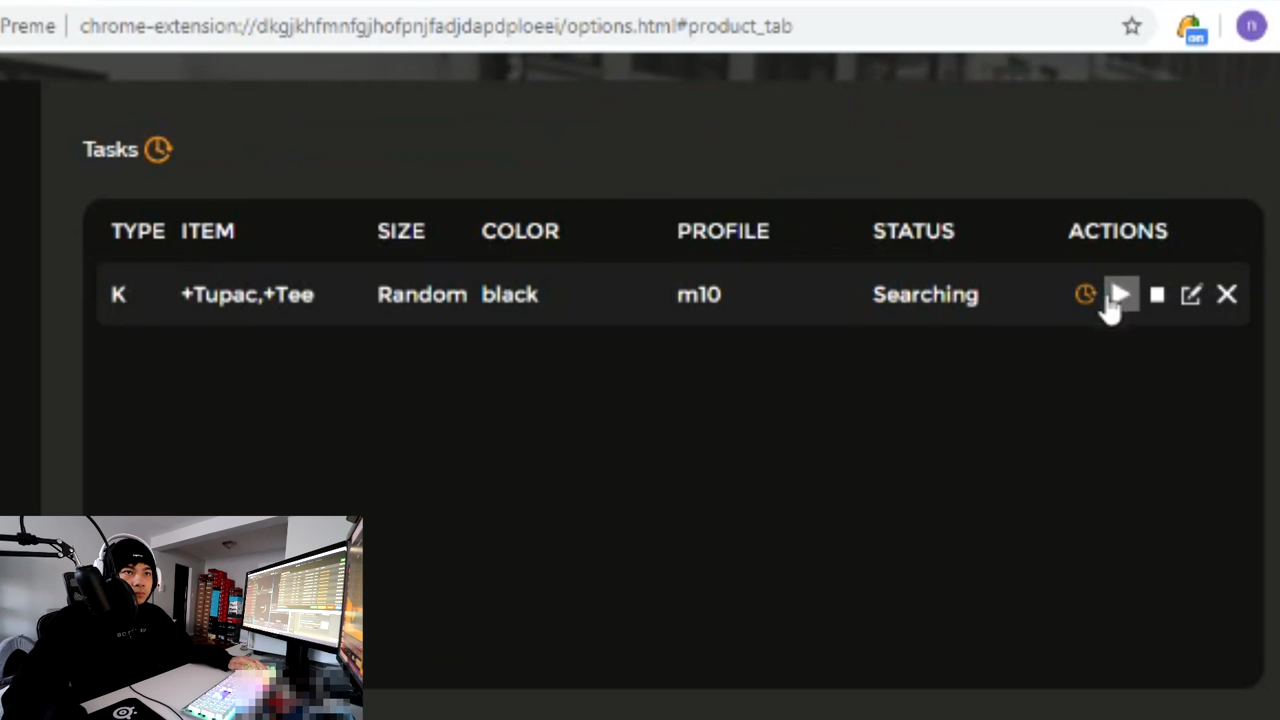 Preme chrome-extension://dkgjkhfmnfgjhofpnjfadjdapdploeei/options.html#product_tab
on
n
Tasks
TYPE ITEM SIZE COLOR PROFILE STATUS ACTIONS
K +Tupac,+Tee Random black m10 Searching